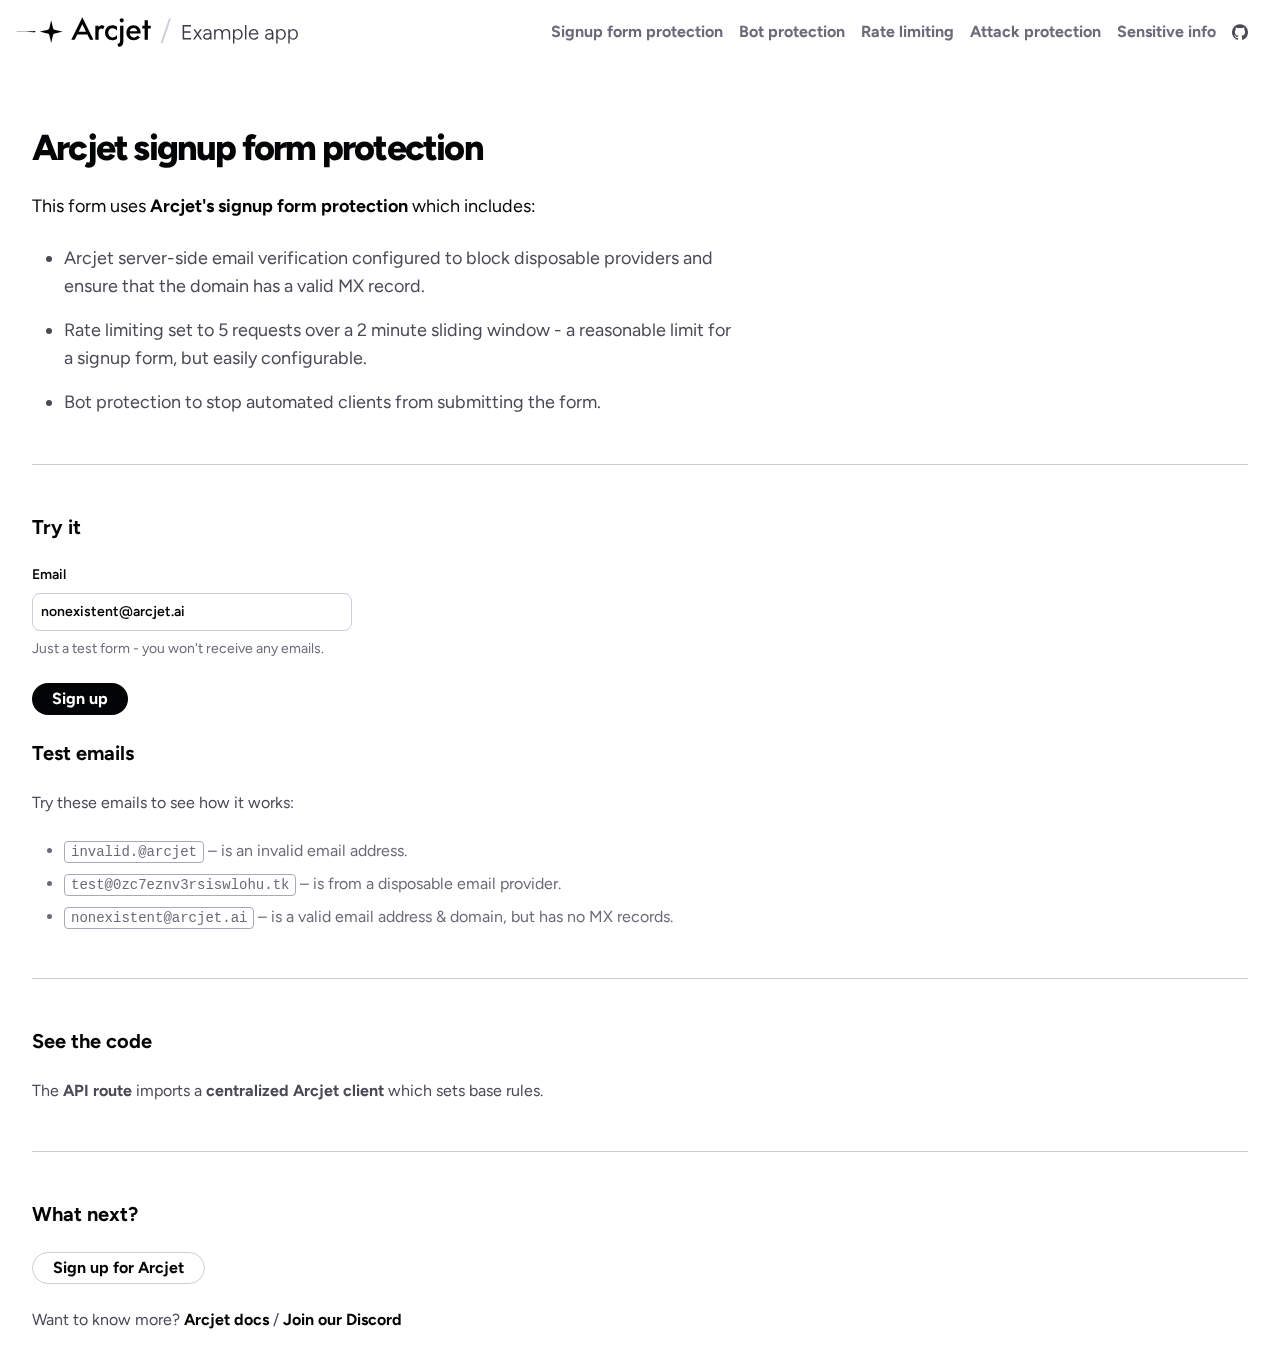 Arcjet / Example app
Signup form protection Bot protection Rate limiting Attack protection Sensitive info
Arcjet signup form protection
This form uses Arcjet's signup form protection which includes:
Arcjet server-side email verification configured to block disposable providers and
ensure that the domain has a valid MX record.
Rate limiting set to 5 requests over a 2 minute sliding window - a reasonable limit for
a signup form, but easily configurable.
Bot protection to stop automated clients from submitting the form.
Try it
Email
nonexistent@arcjet.ai
Just a test form - you won't receive any emails.
Sign up
Test emails
Try these emails to see how it works:
invalid.@arcjet – is an invalid email address.
test@0zc7eznv3rsiswlohu.tk – is from a disposable email provider.
nonexistent@arcjet.ai – is a valid email address & domain, but has no MX records.
See the code
The API route imports a centralized Arcjet client which sets base rules.
What next?
Sign up for Arcjet
Want to know more? Arcjet docs / Join our Discord